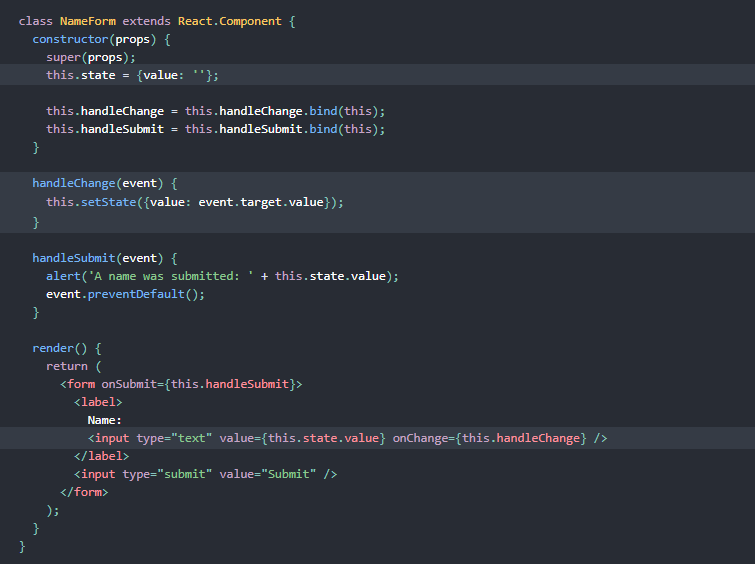 class NameForm extends React.Component {
  constructor(props) {
    super(props);
    this.state = {value: ''};

    this.handleChange = this.handleChange.bind(this);
    this.handleSubmit = this.handleSubmit.bind(this);
  }

  handleChange(event) {
    this.setState({value: event.target.value});
  }

  handleSubmit(event) {
    alert('A name was submitted: ' + this.state.value);
    event.preventDefault();
  }

  render() {
    return (
      <form onSubmit={this.handleSubmit}>
        <label>
          Name:
          <input type="text" value={this.state.value} onChange={this.handleChange} />
        </label>
        <input type="submit" value="Submit" />
      </form>
    );
  }
}